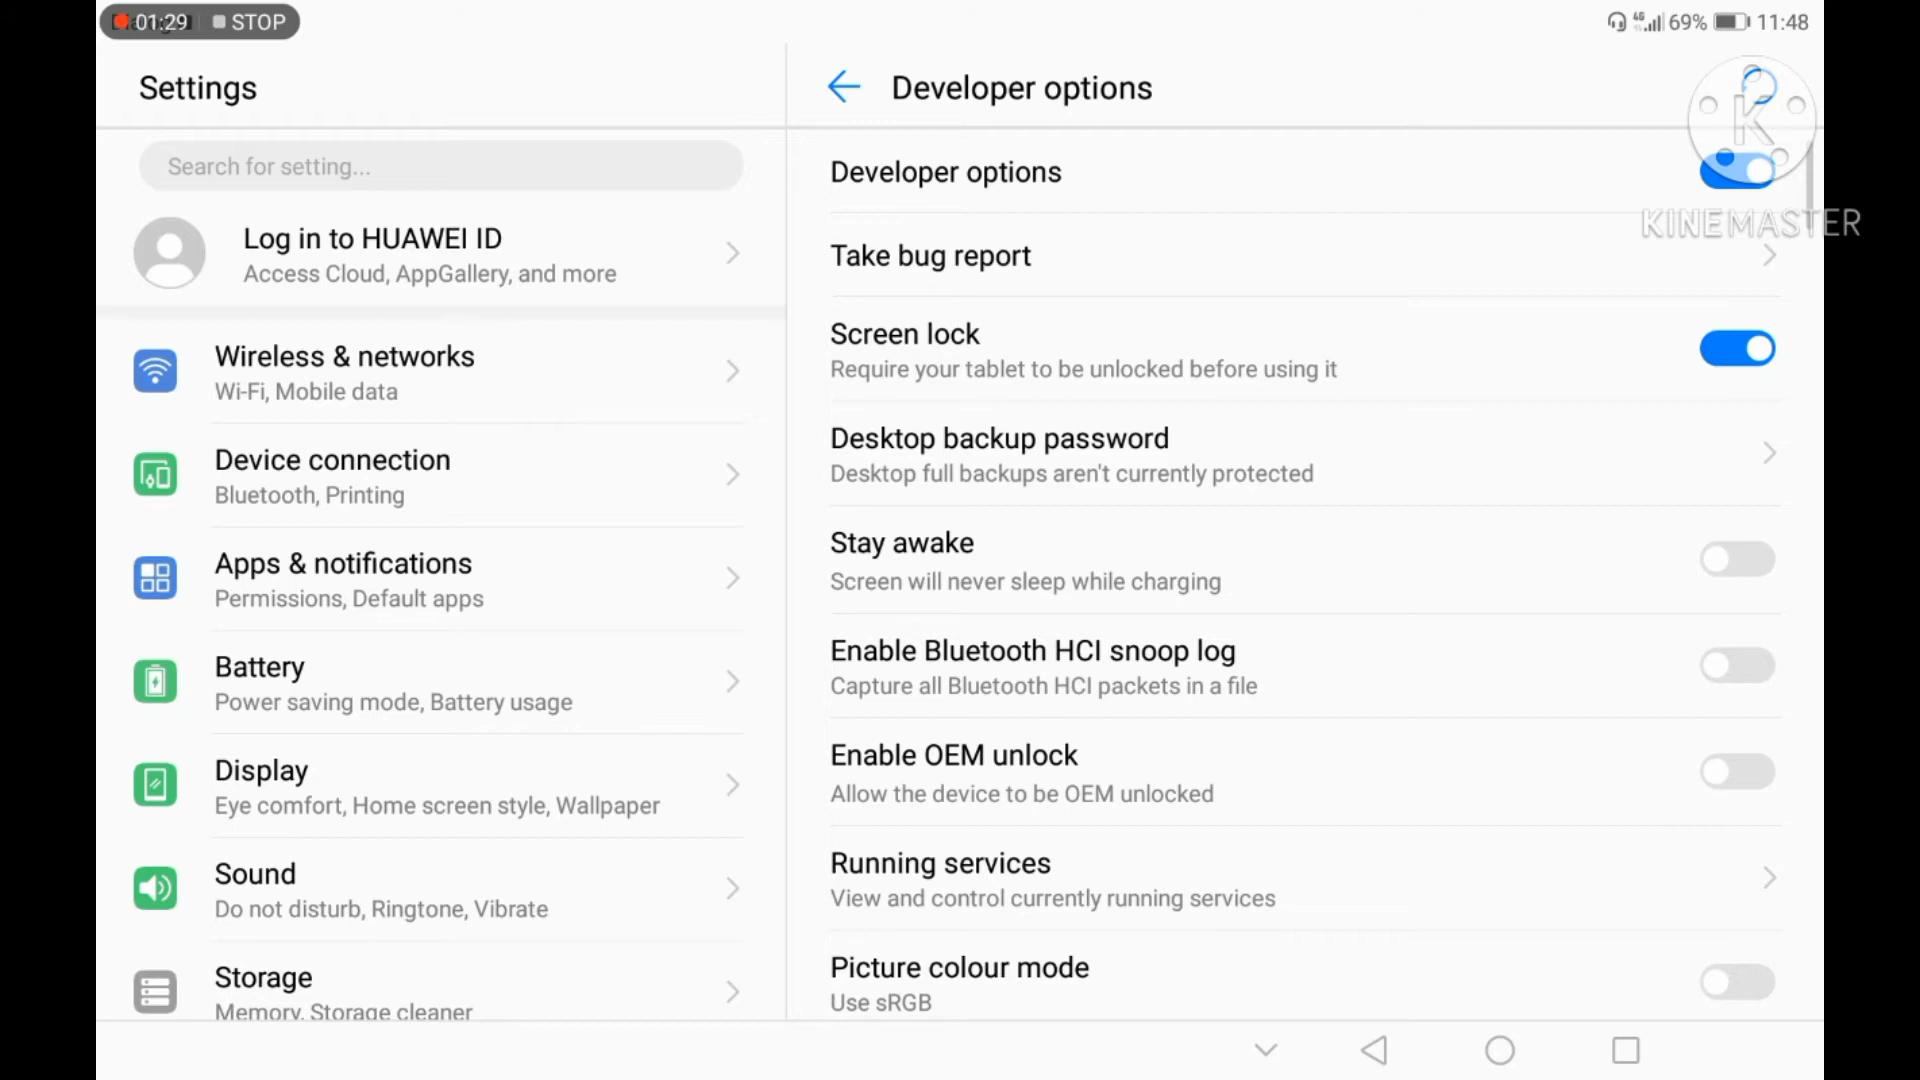 01:29 STOP
4G 69% 11:48
Settings
Search for setting...
Log in to HUAWEI ID
Access Cloud, AppGallery, and more
Wireless & networks
Wi-Fi, Mobile data
Device connection
Bluetooth, Printing
Apps & notifications
Permissions, Default apps
Battery
Power saving mode, Battery usage
Display
Eye comfort, Home screen style, Wallpaper
Sound
Do not disturb, Ringtone, Vibrate
Storage
Memory, Storage cleaner
Developer options
K
KINEMASTER
Developer options
Take bug report
Screen lock
Require your tablet to be unlocked before using it
Desktop backup password
Desktop full backups aren't currently protected
Stay awake
Screen will never sleep while charging
Enable Bluetooth HCI snoop log
Capture all Bluetooth HCI packets in a file
Enable OEM unlock
Allow the device to be OEM unlocked
Running services
View and control currently running services
Picture colour mode
Use sRGB